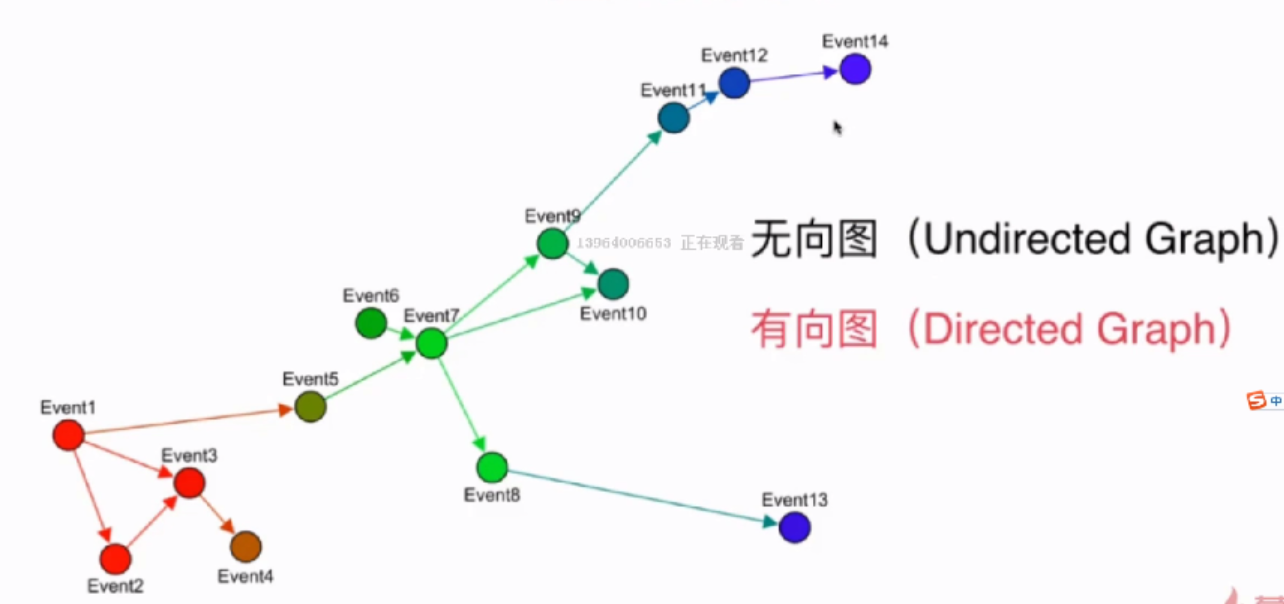 Event14
Event12
Event11
Event9
13964006653 正在观看
无向图（Undirected Graph）
Event6
Event7
Event10
有向图（Directed Graph）
Event5
Event1
中
Event3
Event8
Event13
Event4
Event2